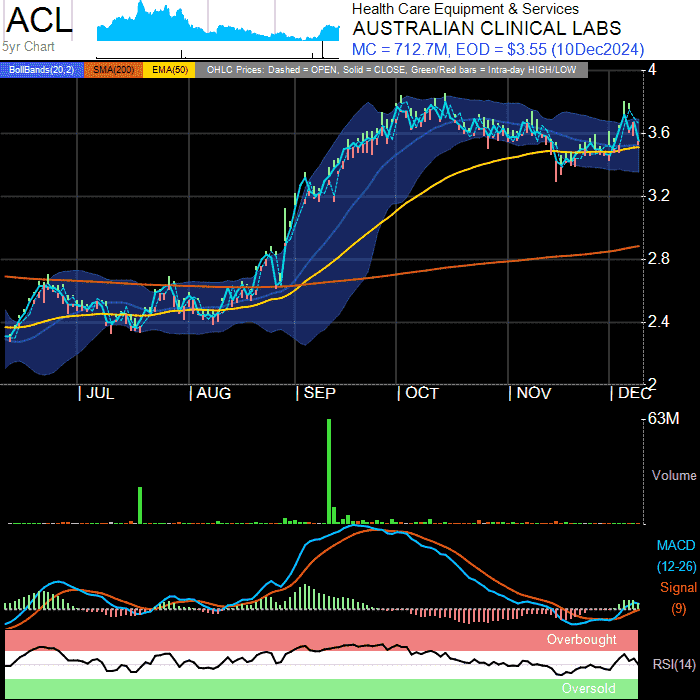 ACL
5yr Chart
Health Care Equipment & Services
AUSTRALIAN CLINICAL LABS
MC = 712.7M, EOD = $3.55 (10Dec2024)
BollBands(20,2) SMA(200) EMA(50) OHLC Prices: Dashed = OPEN, Solid = CLOSE, Green/Red bars = Intra-day HIGH/LOW
4
3.6
3.2
2.8
2.4
2
JUL AUG SEP OCT NOV DEC
63M
Volume
MACD
(12-26)
Signal
(9)
Overbought
RSI(14)
Oversold